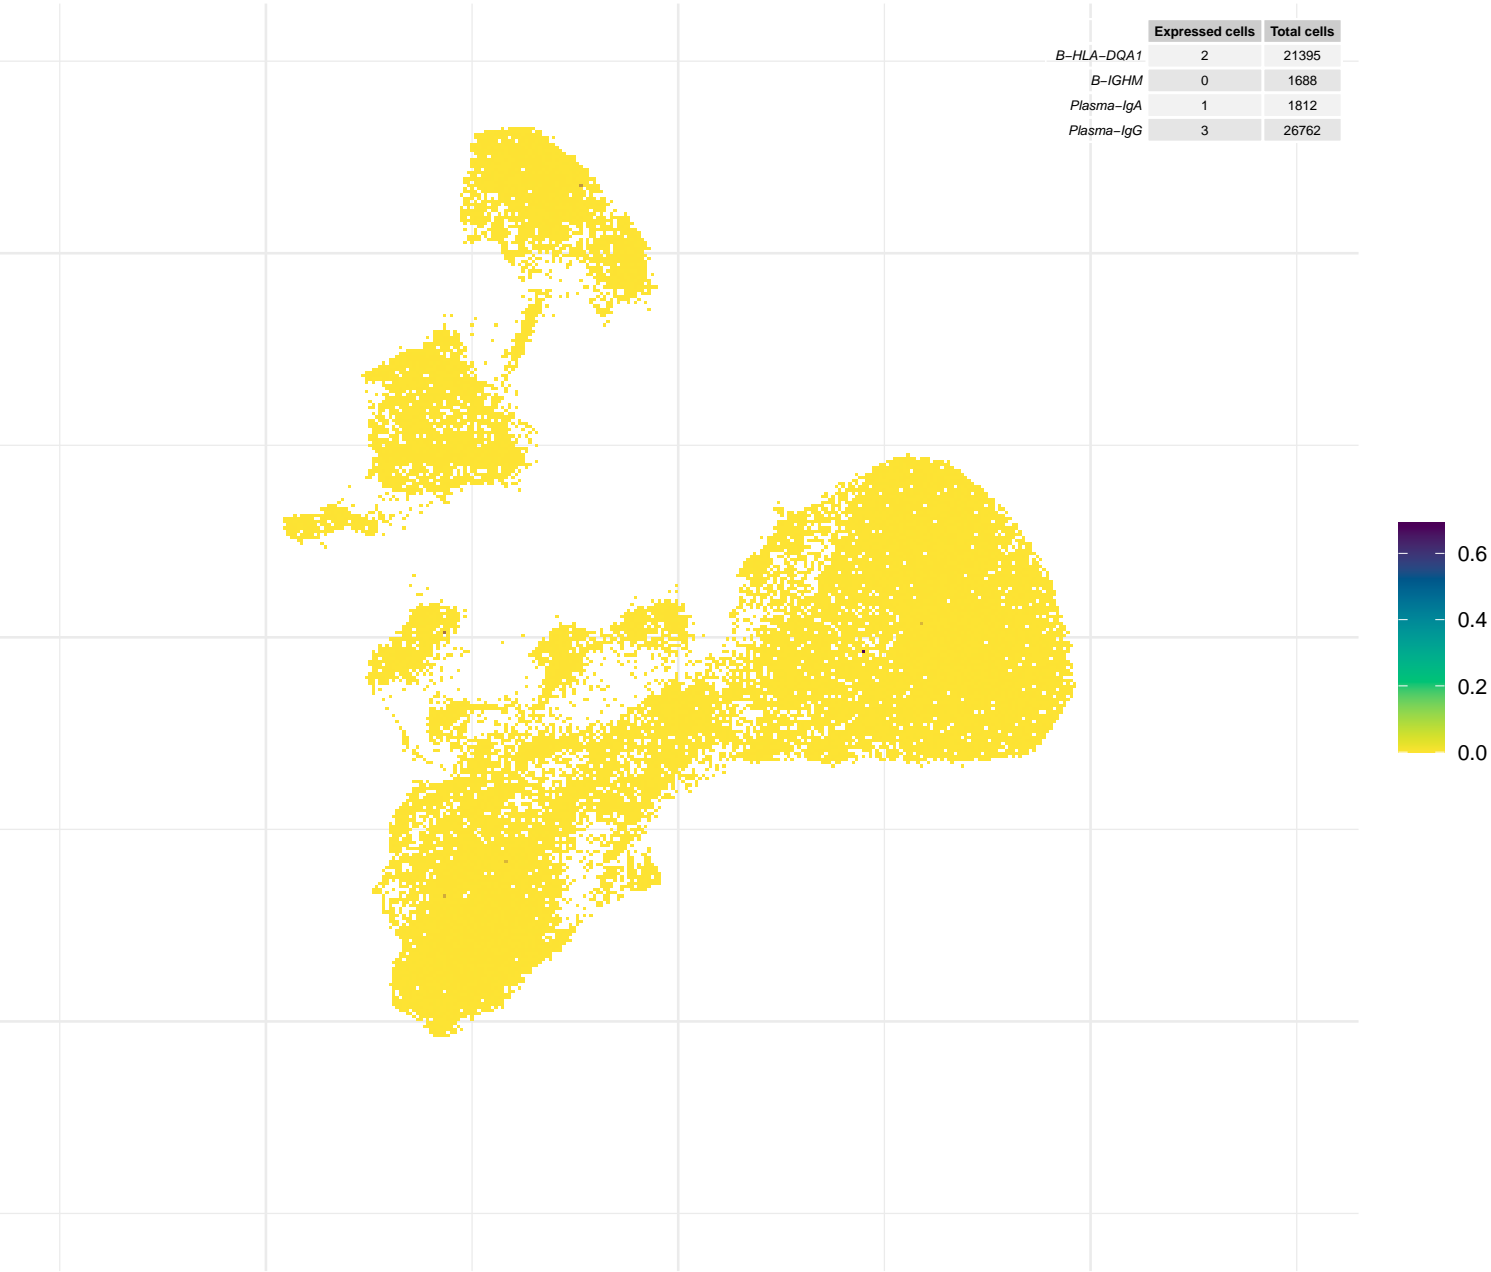 Expressed cells Total cells
B−HLA−DQA1 2 21395
B−IGHM 0 1688
Plasma−IgA 1 1812
Plasma−IgG 3 26762
0.6
0.4
0.2
0.0